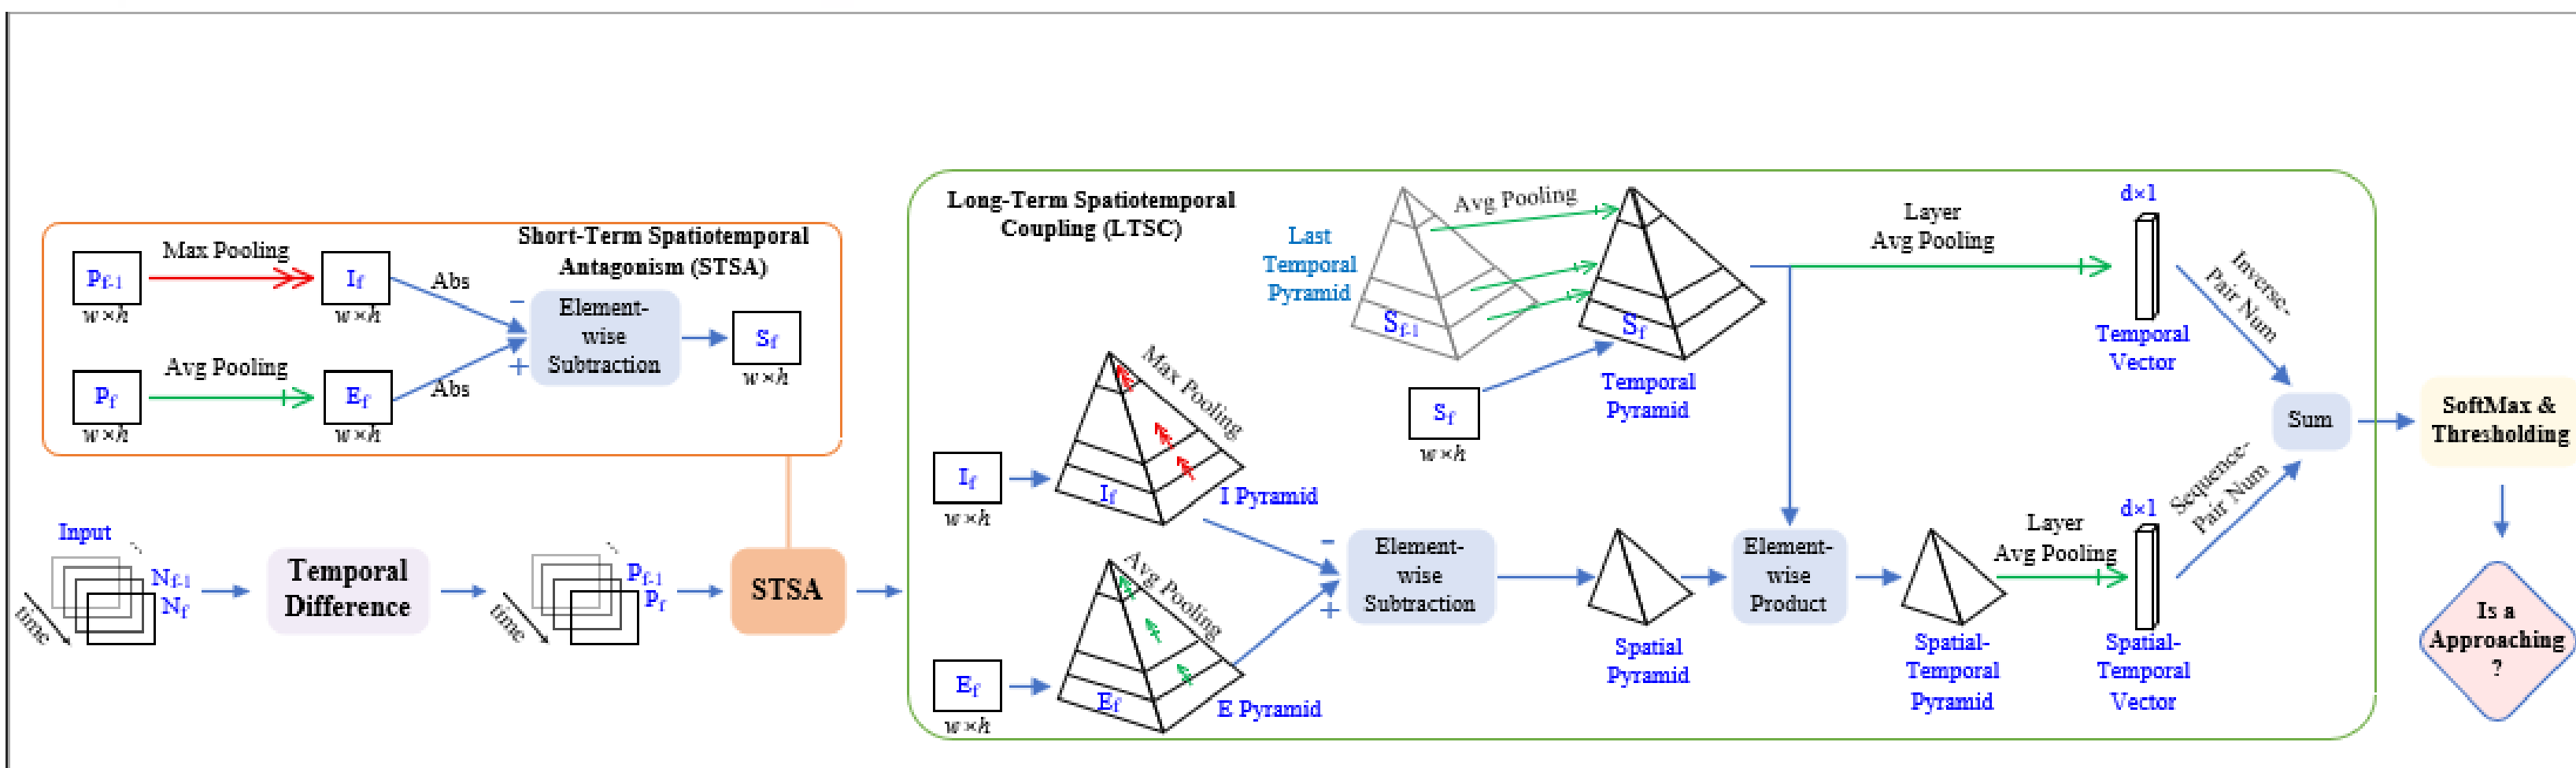 Short-Term Spatiotemporal
Antagonism (STSA)
Pf-1
w×h
Max Pooling
If
w×h
Abs
−
Element-
wise
Subtraction
Sf
w×h
Pf
w×h
Avg Pooling
Ef
w×h
Abs
+
Input
Nf-1
Nf
time
Temporal
Difference
Pf-1
Pf
time
STSA
Long-Term Spatiotemporal
Coupling (LTSC)
Last
Temporal
Pyramid
Sf-1
Avg Pooling
Sf
Temporal
Pyramid
Sf
w×h
Layer
Avg Pooling
d×1
Temporal
Vector
Inverse-
Pair Num
If
w×h
Max Pooling
If
I Pyramid
Ef
w×h
Avg Pooling
Ef
E Pyramid
−
+
Element-
wise
Subtraction
Spatial
Pyramid
Element-
wise
Product
Spatial-
Temporal
Pyramid
Layer
Avg Pooling
d×1
Spatial-
Temporal
Vector
Sequence-
Pair Num
Sum
SoftMax &
Thresholding
Is a
Approaching
?